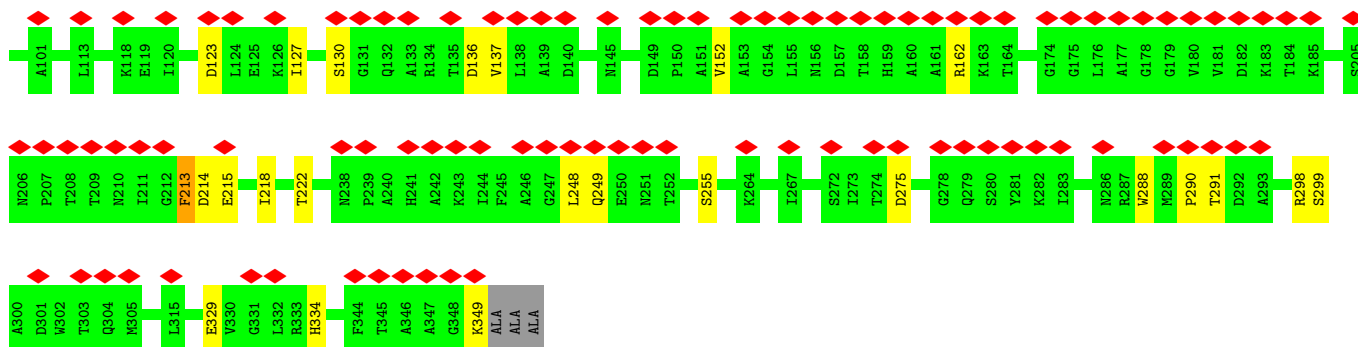 A101 L113 K118 E119 I120 D123 L124 E125 K126 I127 S130 G131 Q132 A133 R134 T135 D136 V137 L138 A139 D140 N145 D149 P150 A151 V152 A153 G154 L155 N156 D157 T158 H159 A160 A161 R162 K163 T164 G174 G175 L176 A177 G178 G179 V180 V181 D182 K183 T184 K185 S205
N206 P207 T208 T209 N210 I211 G212 F213 D214 E215 I218 T222 N238 P239 A240 H241 A242 K243 I244 F245 A246 G247 L248 Q249 E250 N251 T252 S255 K264 I267 S272 I273 T274 D275 G278 Q279 S280 Y281 K282 I283 N286 R287 W288 M289 P290 T291 D292 A293 R298 S299
A300 D301 W302 T303 Q304 M305 L315 E329 V330 G331 L332 R333 H334 F344 T345 A346 A347 G348 K349 ALA ALA ALA